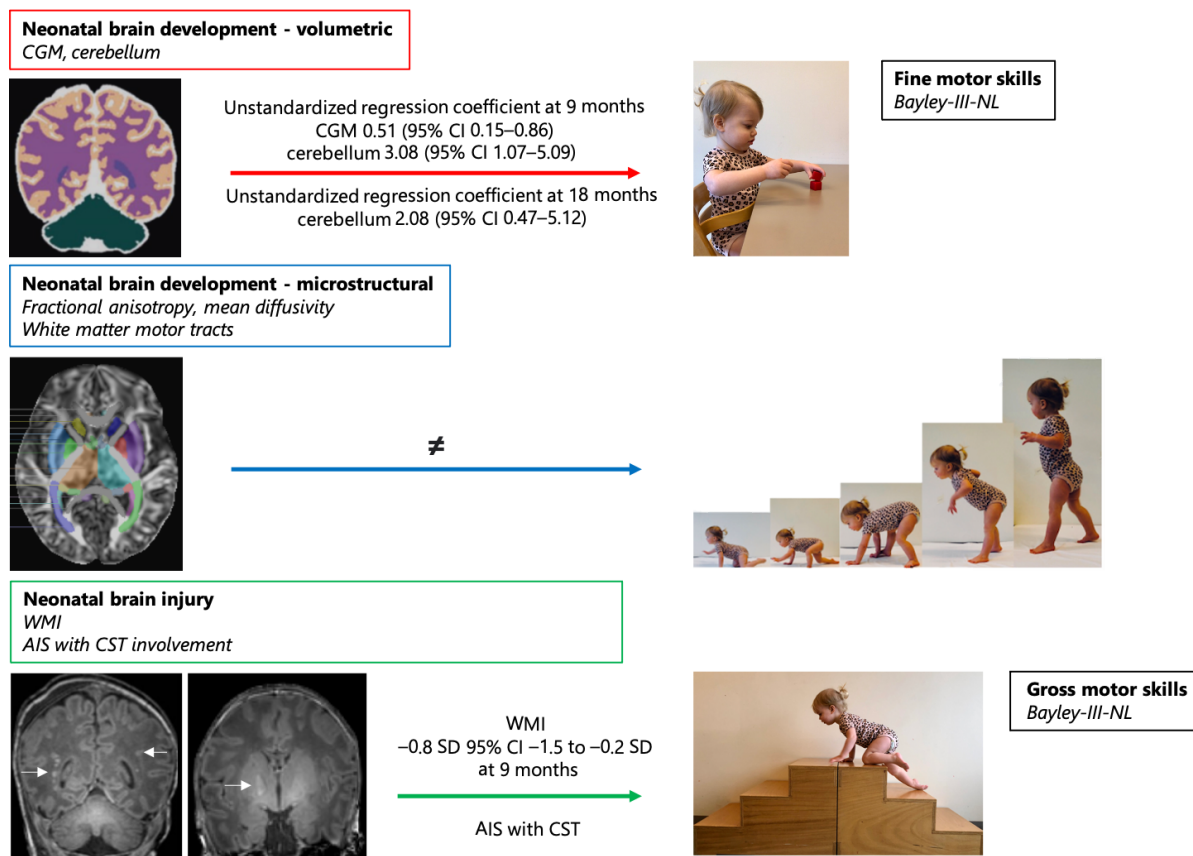 Neonatal brain development - volumetric
CGM, cerebellum
Unstandardized regression coefficient at 9 months
CGM 0.51 (95% CI 0.15–0.86)
cerebellum 3.08 (95% CI 1.07–5.09)
Unstandardized regression coefficient at 18 months
cerebellum 2.08 (95% CI 0.47–5.12)
Fine motor skills
Bayley-III-NL
Neonatal brain development - microstructural
Fractional anisotropy, mean diffusivity
White matter motor tracts
≠
Neonatal brain injury
WMI
AIS with CST involvement
WMI
–0.8 SD 95% CI –1.5 to –0.2 SD
at 9 months
AIS with CST
Gross motor skills
Bayley-III-NL